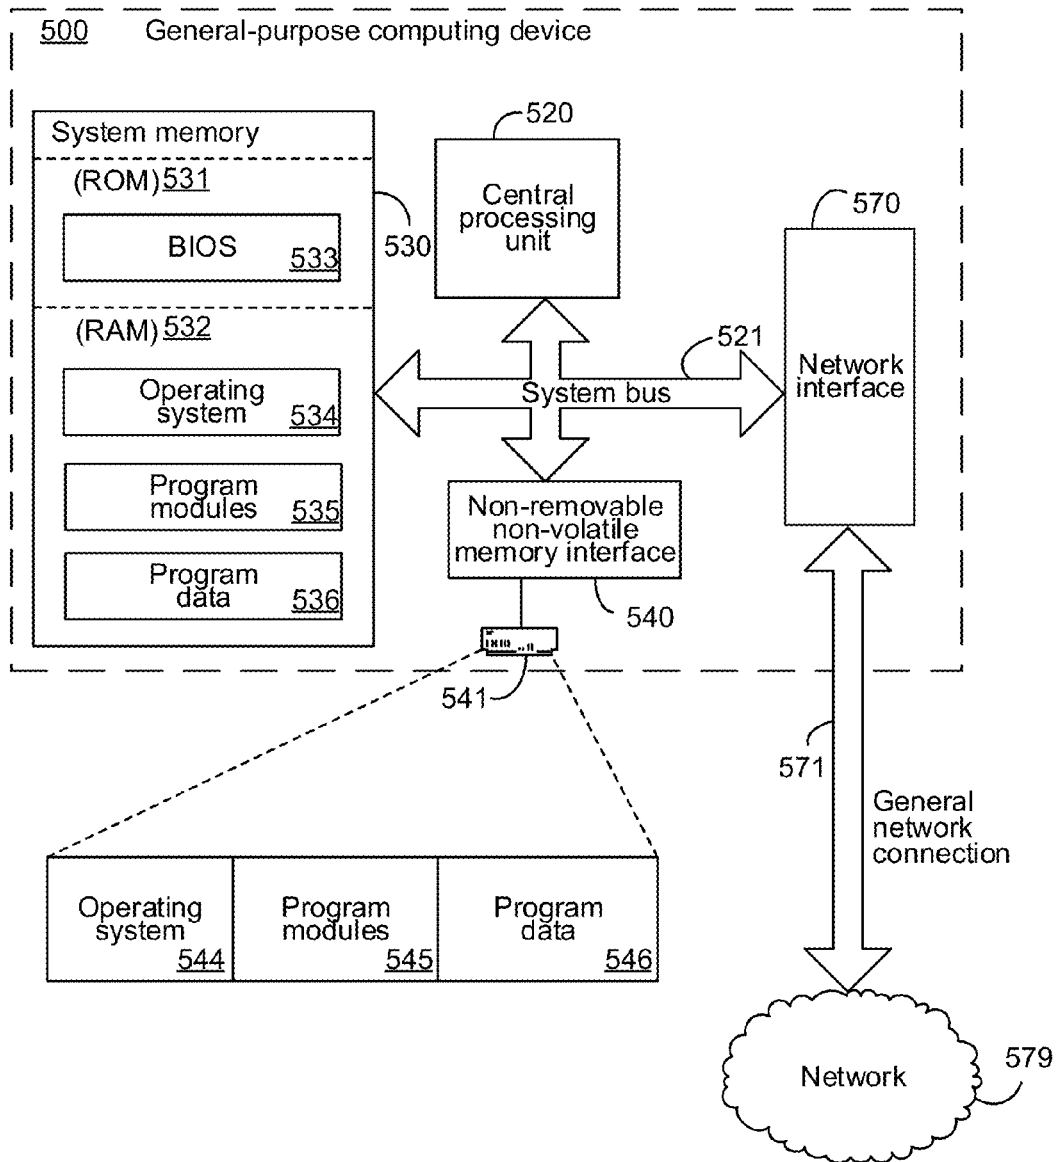 500 General-purpose computing device
System memory
(ROM) 531
BIOS 533
530
(RAM) 532
Operating
system 534
Program
modules 535
Program
data 536
520
Central
processing
unit
521
System bus
570
Network
interface
Non-removable
non-volatile
memory interface
540
541
571
General
network
connection
Operating
system 544
Program
modules 545
Program
data 546
Network
579